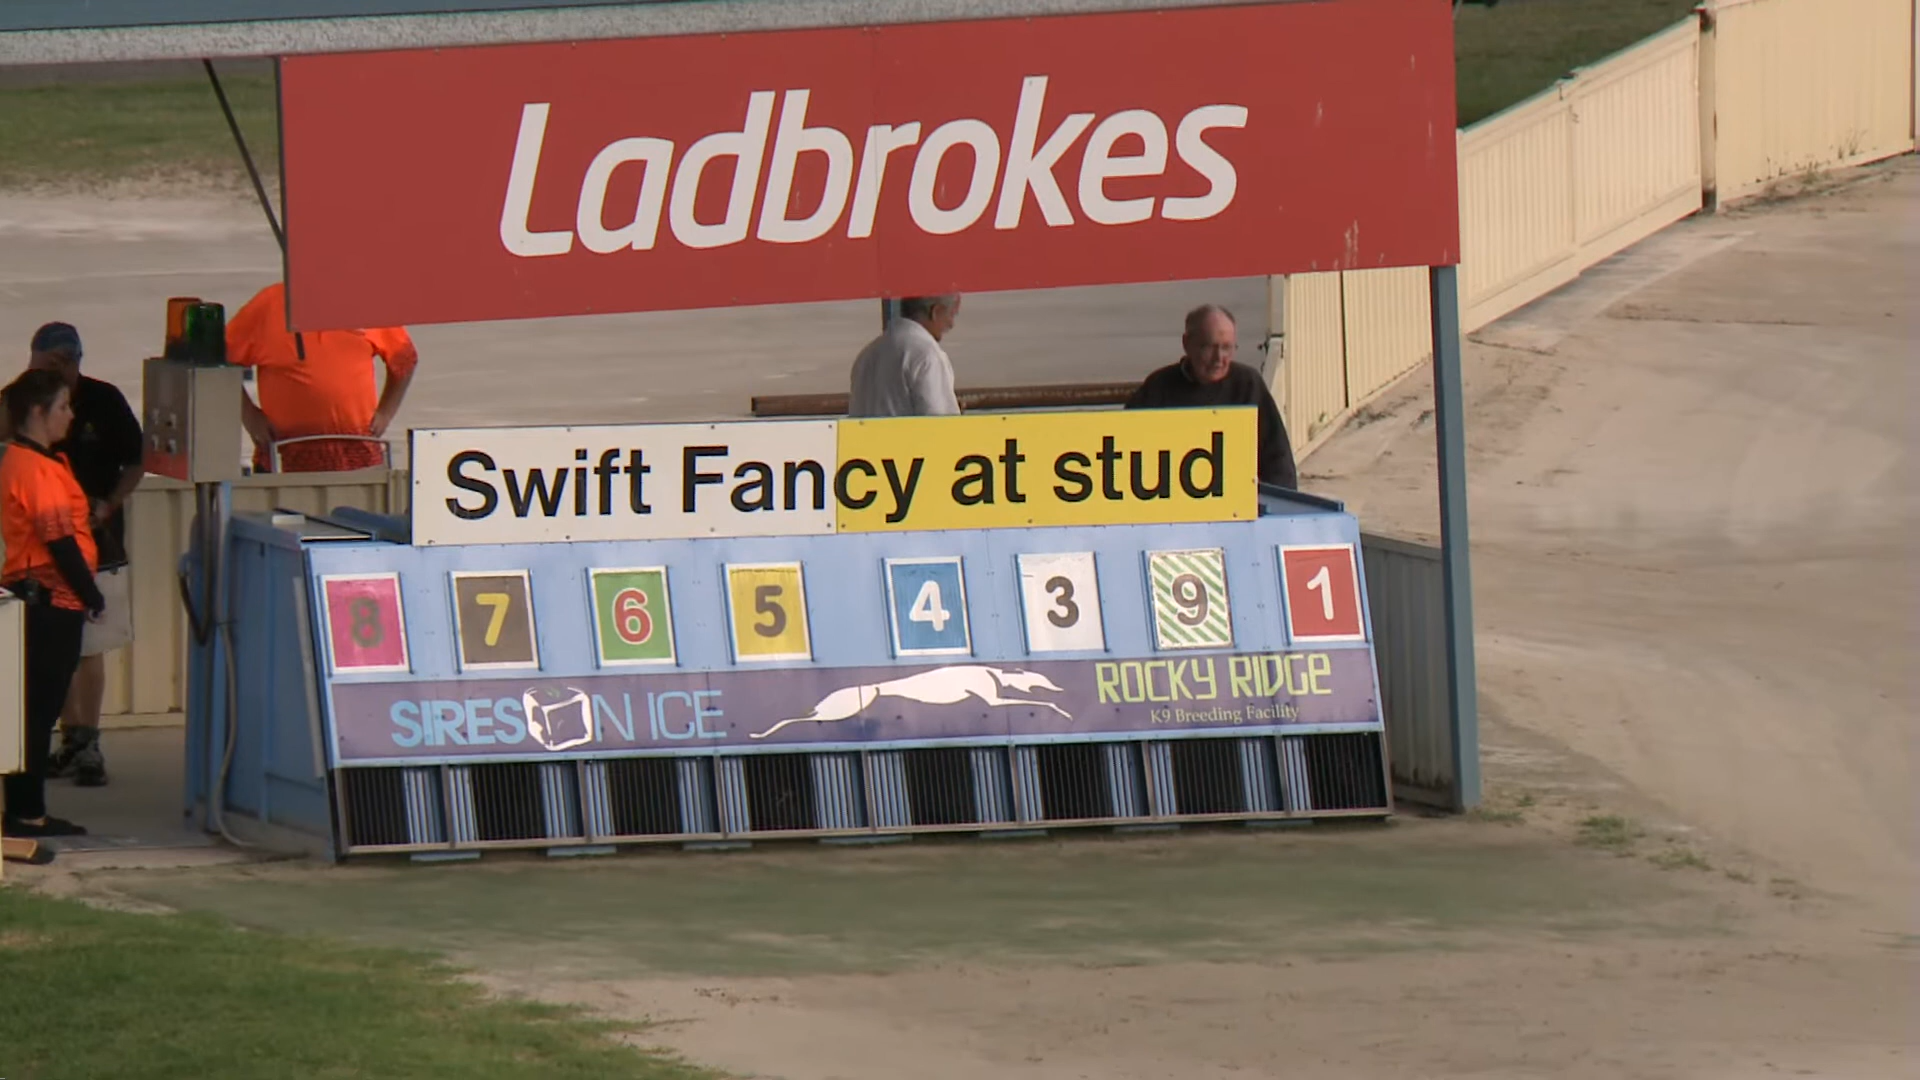 Ladbrokes
Swift Fancy at stud
8 7 6 5 4 3 9 1
SIRES ON ICE
ROCKY RIDGE
K9 Breeding Facility